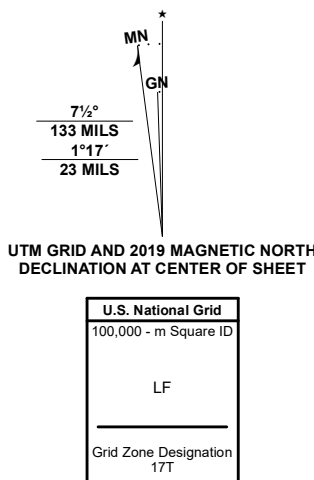 ★
MN
GN
7½°
133 MILS
1°17´
23 MILS
UTM GRID AND 2019 MAGNETIC NORTH
DECLINATION AT CENTER OF SHEET
U.S. National Grid
100,000 - m Square ID
LF
Grid Zone Designation
17T